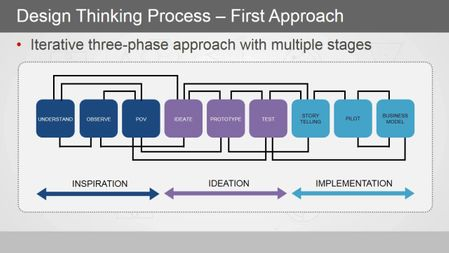 Design Thinking Process – First Approach
• Iterative three-phase approach with multiple stages
UNDERSTAND
OBSERVE
POV
IDEATE
PROTOTYPE
TEST
STORY
TELLING
PILOT
BUSINESS
MODEL
INSPIRATION
IDEATION
IMPLEMENTATION